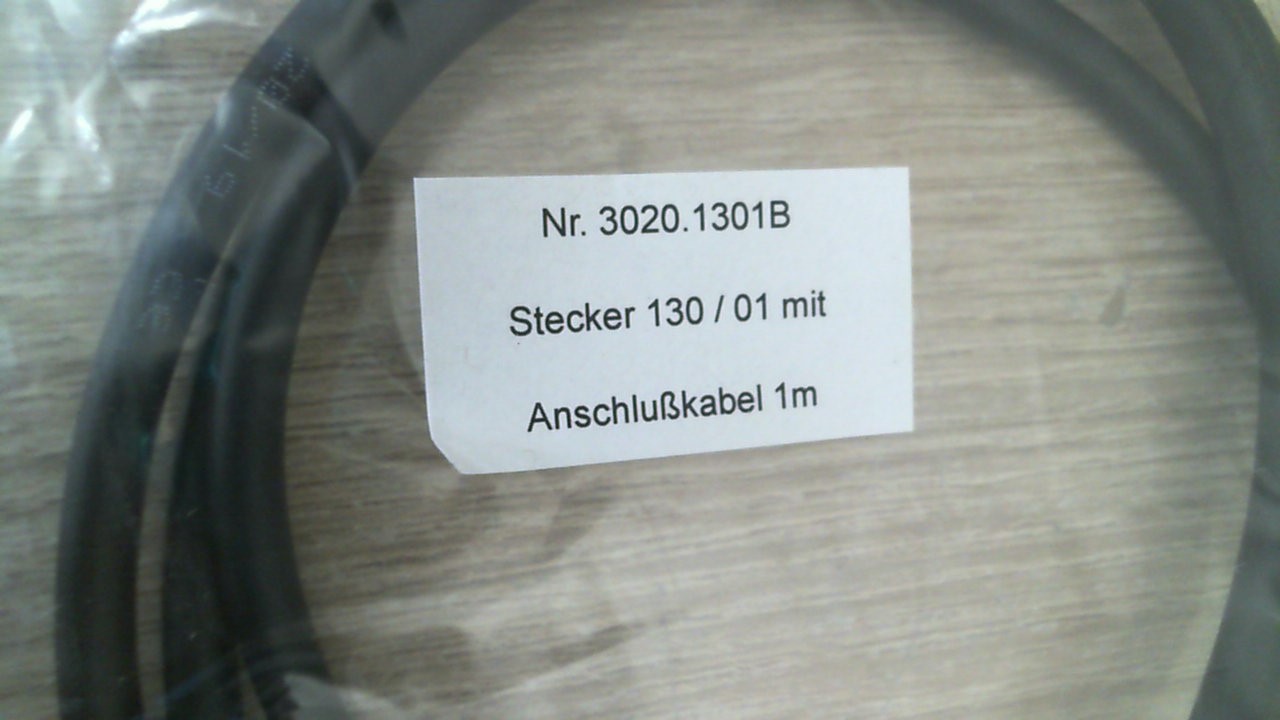 Nr. 3020.1301B
Stecker 130 / 01 mit
Anschlußkabel 1m